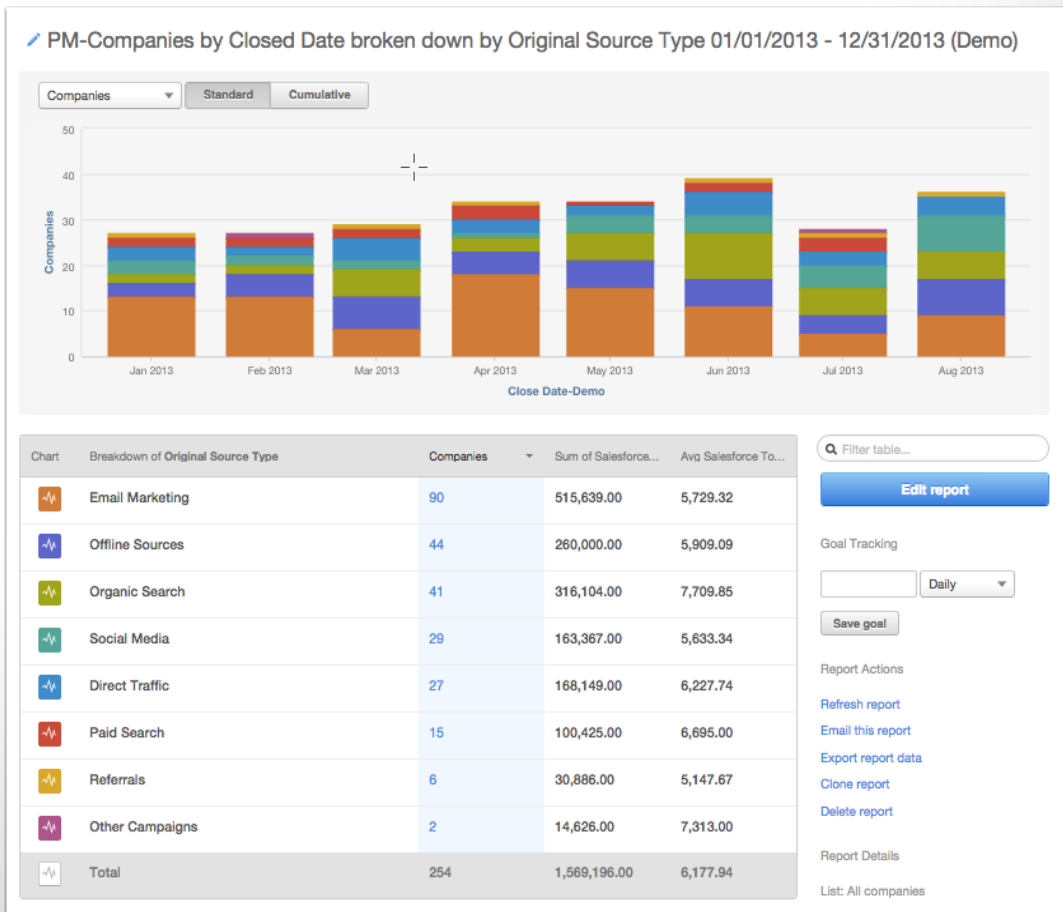 PM-Companies by Closed Date broken down by Original Source Type 01/01/2013 - 12/31/2013 (Demo)
Companies Standard Cumulative
50
40
30
20
10
0
Companies
Jan 2013 Feb 2013 Mar 2013 Apr 2013 May 2013 Jun 2013 Jul 2013 Aug 2013
Close Date-Demo
Chart Breakdown of Original Source Type Companies Sum of Salesforce... Avg Salesforce To...
Email Marketing 90 515,639.00 5,729.32
Offline Sources 44 260,000.00 5,909.09
Organic Search 41 316,104.00 7,709.85
Social Media 29 163,367.00 5,633.34
Direct Traffic 27 168,149.00 6,227.74
Paid Search 15 100,425.00 6,695.00
Referrals 6 30,886.00 5,147.67
Other Campaigns 2 14,626.00 7,313.00
Total 254 1,569,196.00 6,177.94
Filter table...
Edit report
Goal Tracking
Daily
Save goal
Report Actions
Refresh report
Email this report
Export report data
Clone report
Delete report
Report Details
List: All companies